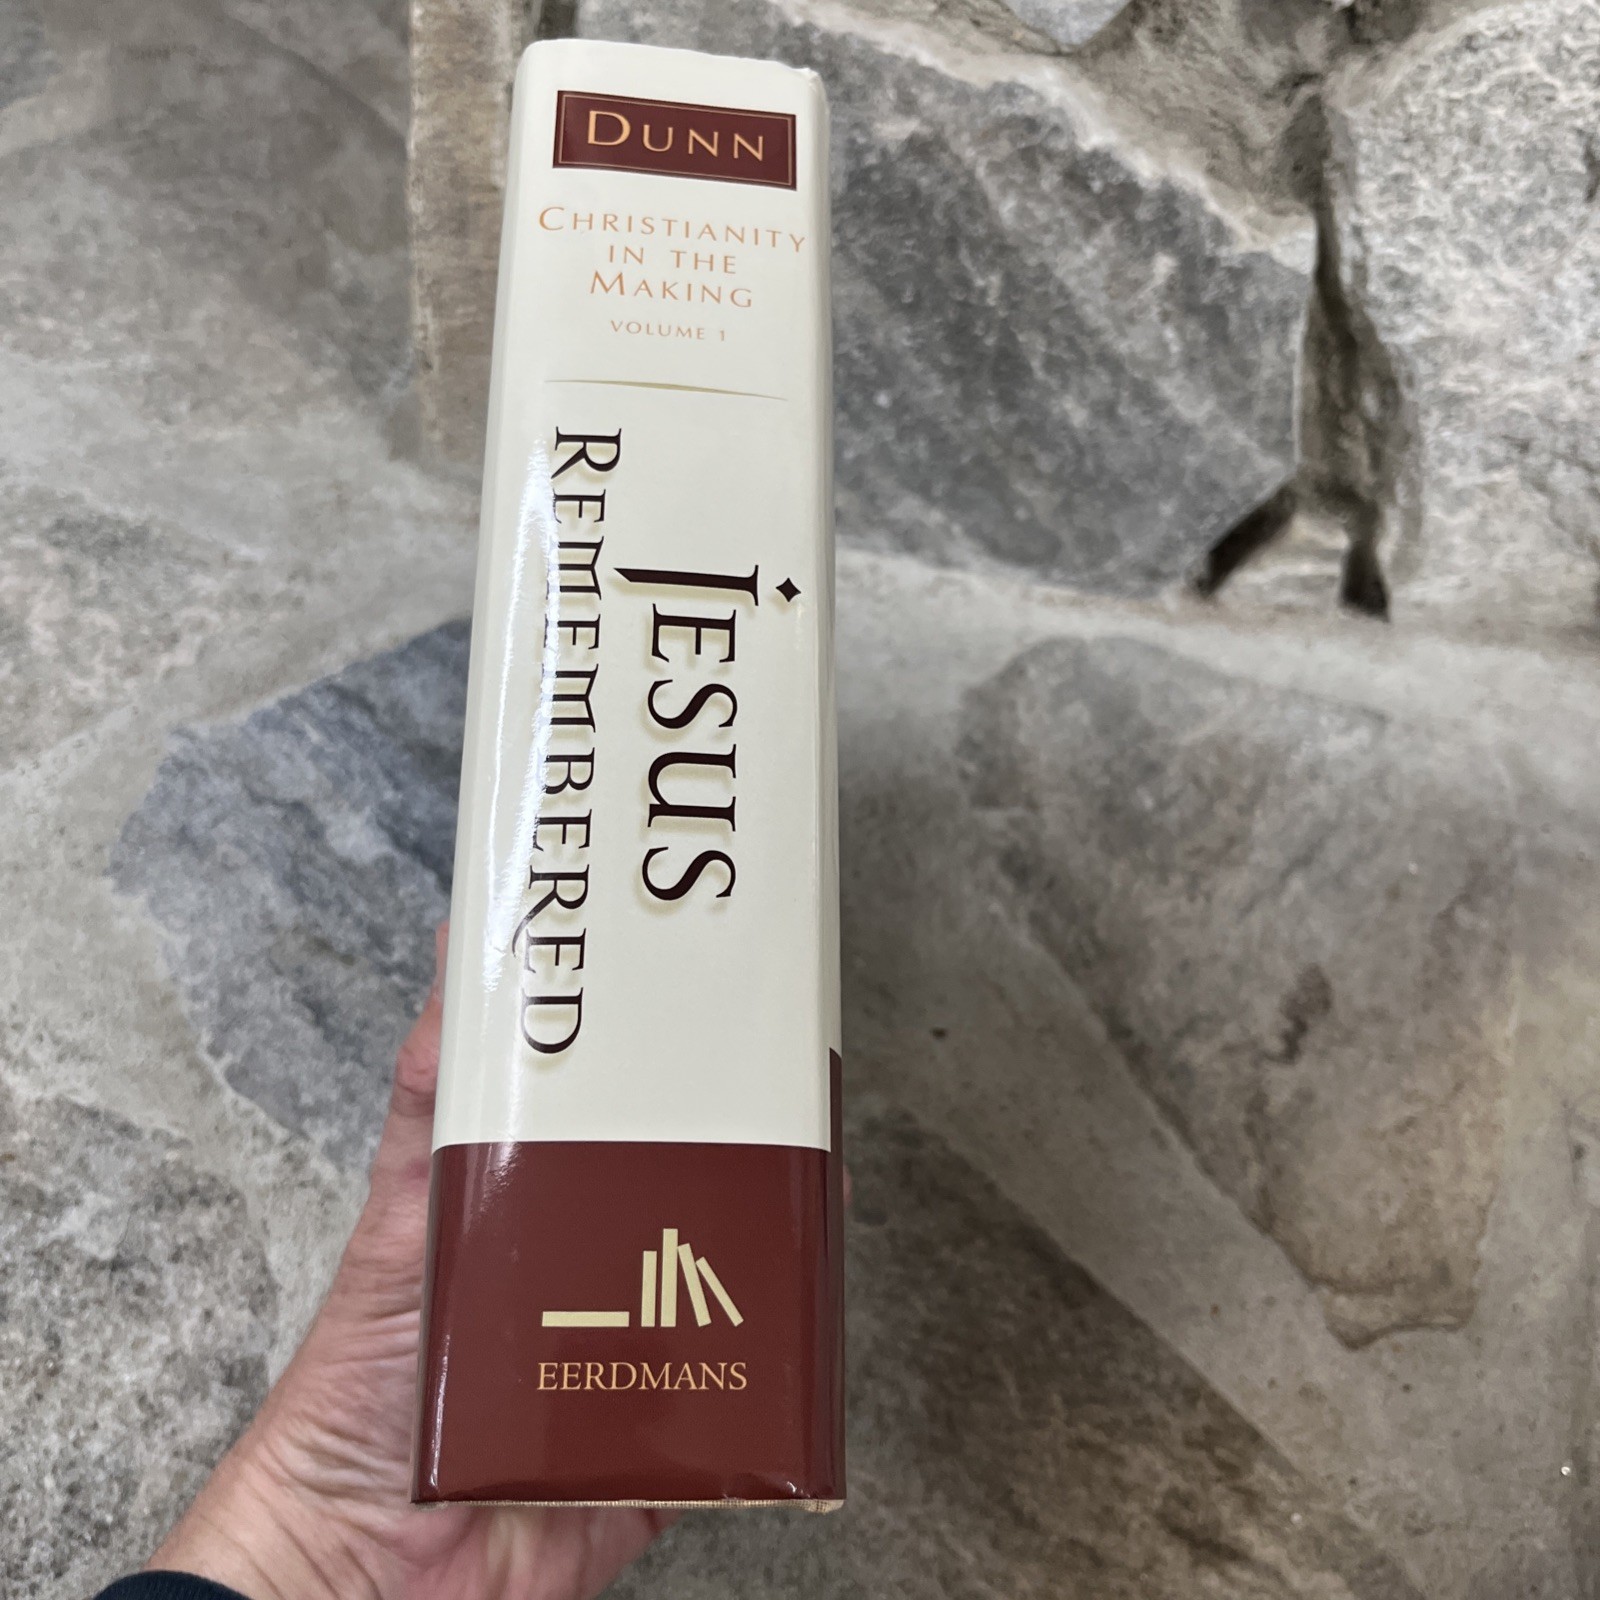 DUNN
CHRISTIANITY
IN THE
MAKING
VOLUME 1
JESUS
REMEMBERED
EERDMANS